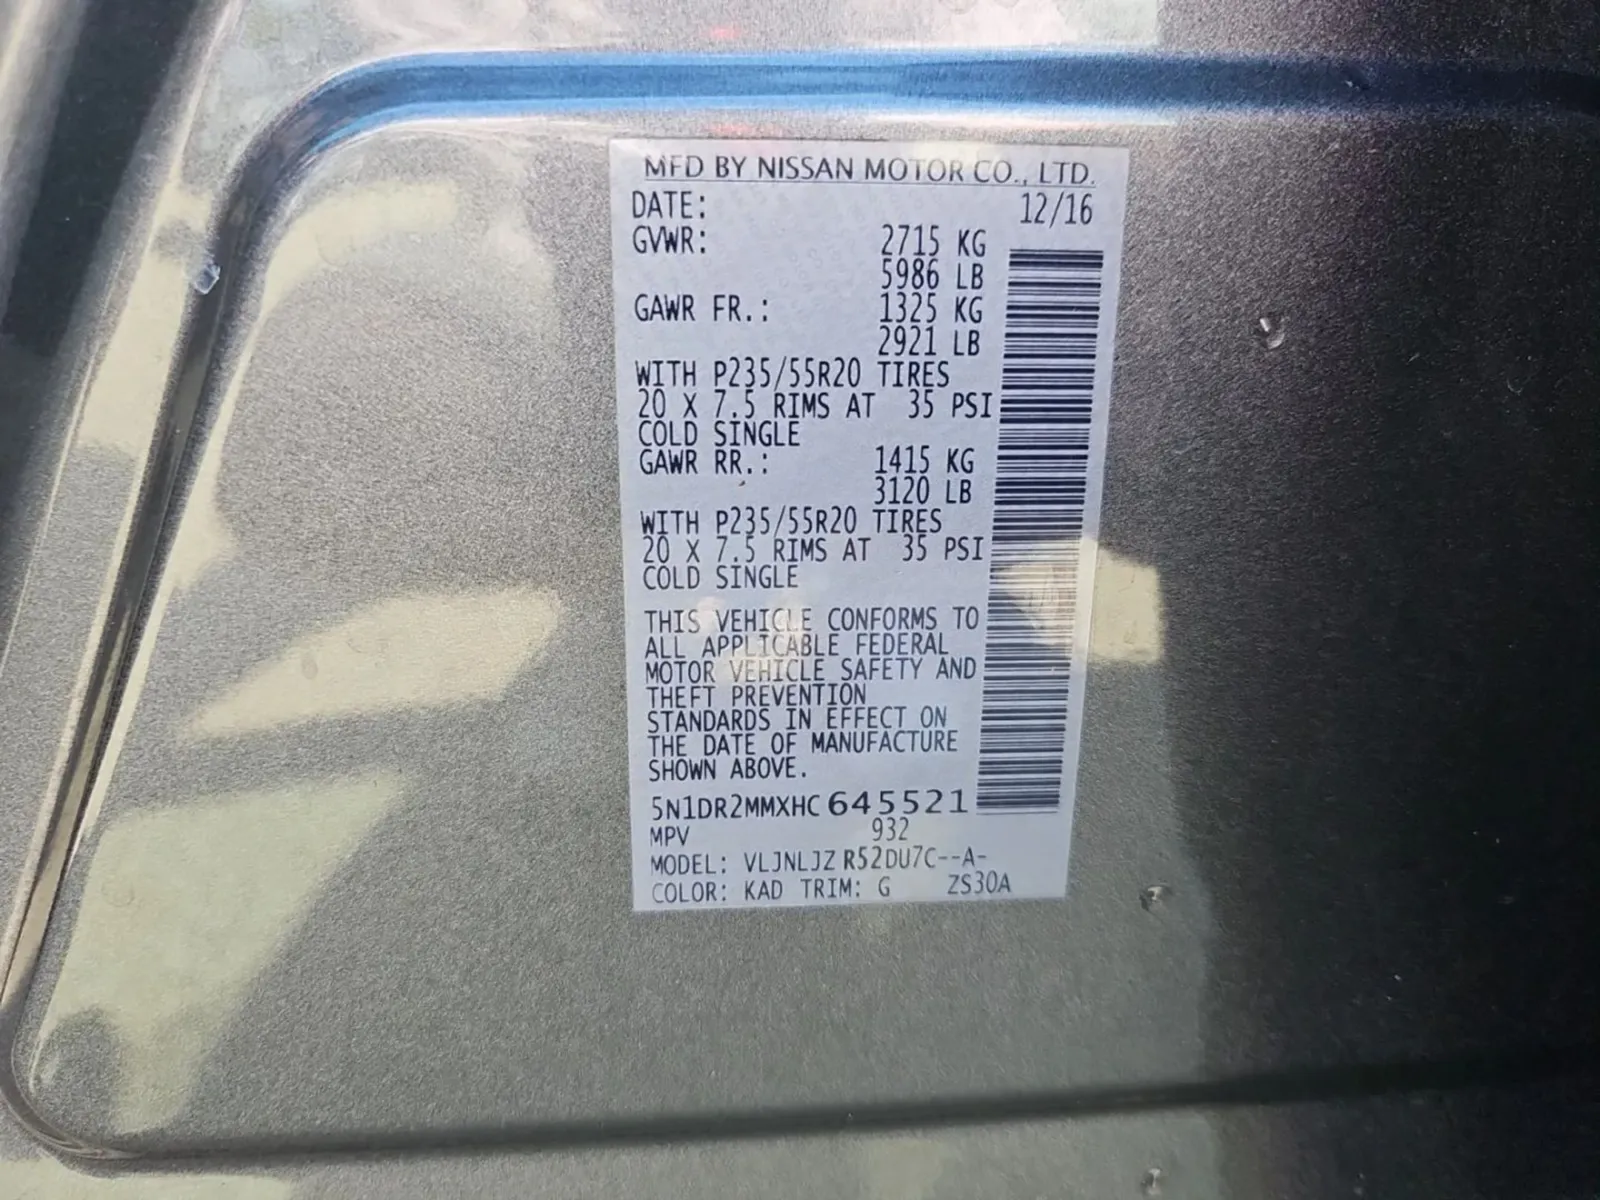 MFD BY NISSAN MOTOR CO., LTD.
DATE: 12/16
GVWR: 2715 KG
5986 LB
GAWR FR.: 1325 KG
2921 LB
WITH P235/55R20 TIRES
20 X 7.5 RIMS AT 35 PSI
COLD SINGLE
GAWR RR.: 1415 KG
3120 LB
WITH P235/55R20 TIRES
20 X 7.5 RIMS AT 35 PSI
COLD SINGLE
THIS VEHICLE CONFORMS TO
ALL APPLICABLE FEDERAL
MOTOR VEHICLE SAFETY AND
THEFT PREVENTION
STANDARDS IN EFFECT ON
THE DATE OF MANUFACTURE
SHOWN ABOVE.
5N1DR2MMXHC645521
MPV 932
MODEL: VLJNLJZ R52DU7C--A-
COLOR: KAD TRIM: G ZS30A